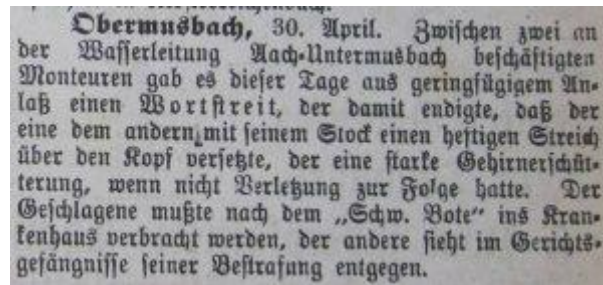 Obermusbach, 30. April. Zwischen zwei an
der Wasserleitung Aach-Untermusbach beschäftigten
Monteuren gab es dieser Tage aus geringfügigem An-
laß einen Wortstreit, der damit endigte, daß der
eine dem andern mit seinem Stock einen heftigen Streich
über den Kopf versetzte, der eine starke Gehirnerschüt-
terung, wenn nicht Verletzung zur Folge hatte. Der
Geschlagene mußte nach dem „Schw. Bote“ ins Kran-
kenhaus verbracht werden, der andere sieht im Gerichts-
gefängnisse seiner Bestrafung entgegen.